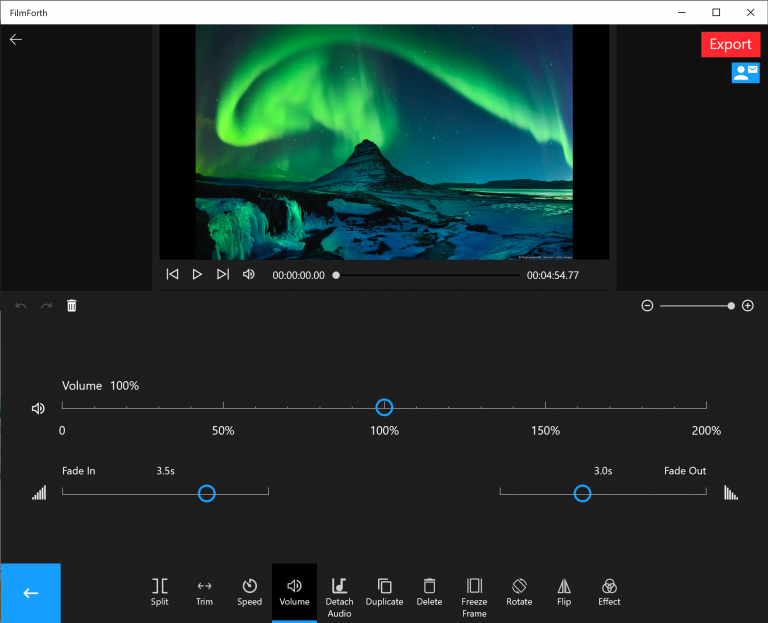 FilmForth
Export
00:00:00.00
00:04:54.77
Volume 100%
0 50% 100% 150% 200%
Fade In 3.5s 3.0s Fade Out
Split Trim Speed Volume Detach Audio Duplicate Delete Freeze Frame Rotate Flip Effect